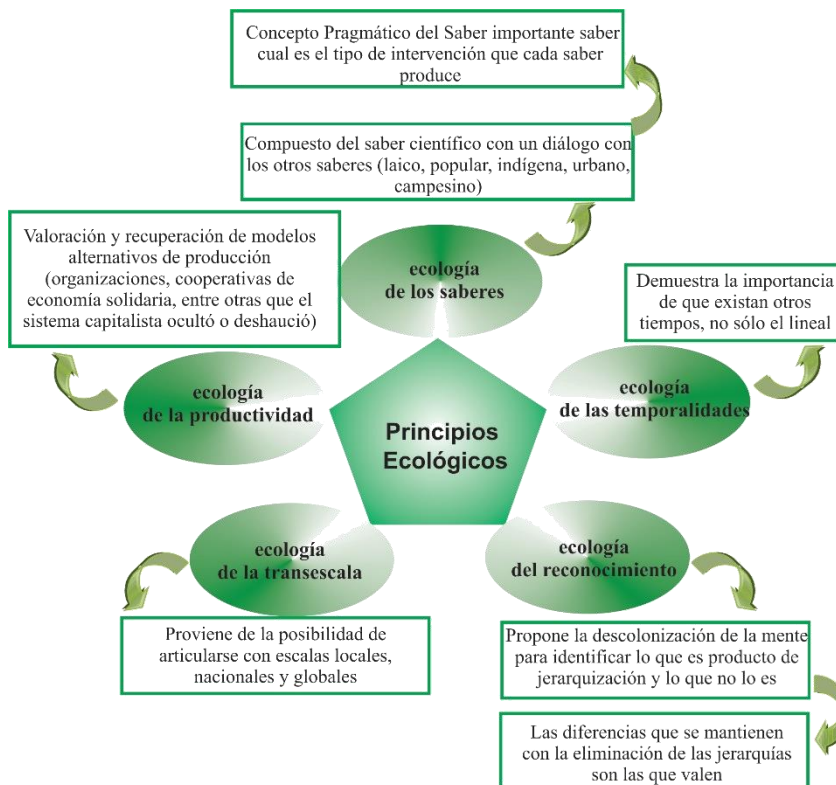 Concepto Pragmático del Saber importante saber
cual es el tipo de intervención que cada saber
produce
Compuesto del saber científico con un diálogo con
los otros saberes (laico, popular, indígena, urbano,
campesino)
Valoración y recuperación de modelos
alternativos de producción
(organizaciones, cooperativas de
economía solidaria, entre otras que el
sistema capitalista ocultó o deshaució)
ecología
de los saberes
Demuestra la importancia
de que existan otros
tiempos, no sólo el lineal
ecología
de la productividad
ecología
de las temporalidades
Principios
Ecológicos
ecología
de la transescala
ecología
del reconocimiento
Proviene de la posibilidad de
articularse con escalas locales,
nacionales y globales
Propone la descolonización de la mente
para identificar lo que es producto de
jerarquización y lo que no lo es
Las diferencias que se mantienen
con la eliminación de las jerarquías
son las que valen